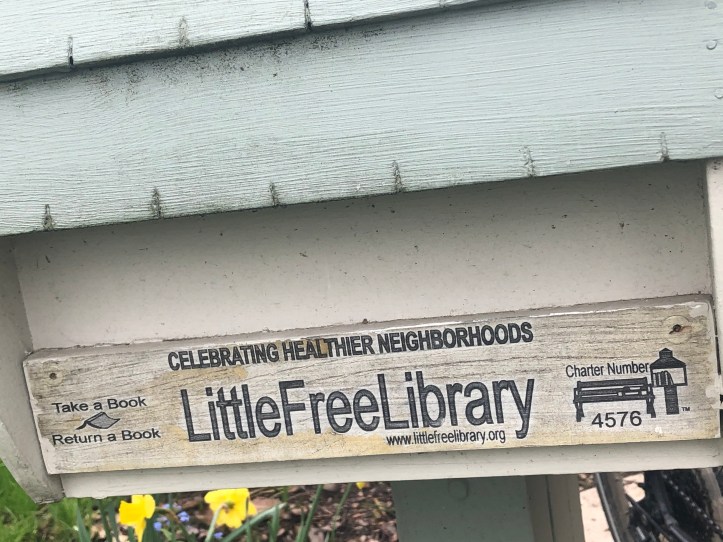 CELEBRATING HEALTHIER NEIGHBORHOODS
Take a Book
Return a Book
LittleFreeLibrary
www.littlefreelibrary.org
Charter Number
4576
TM